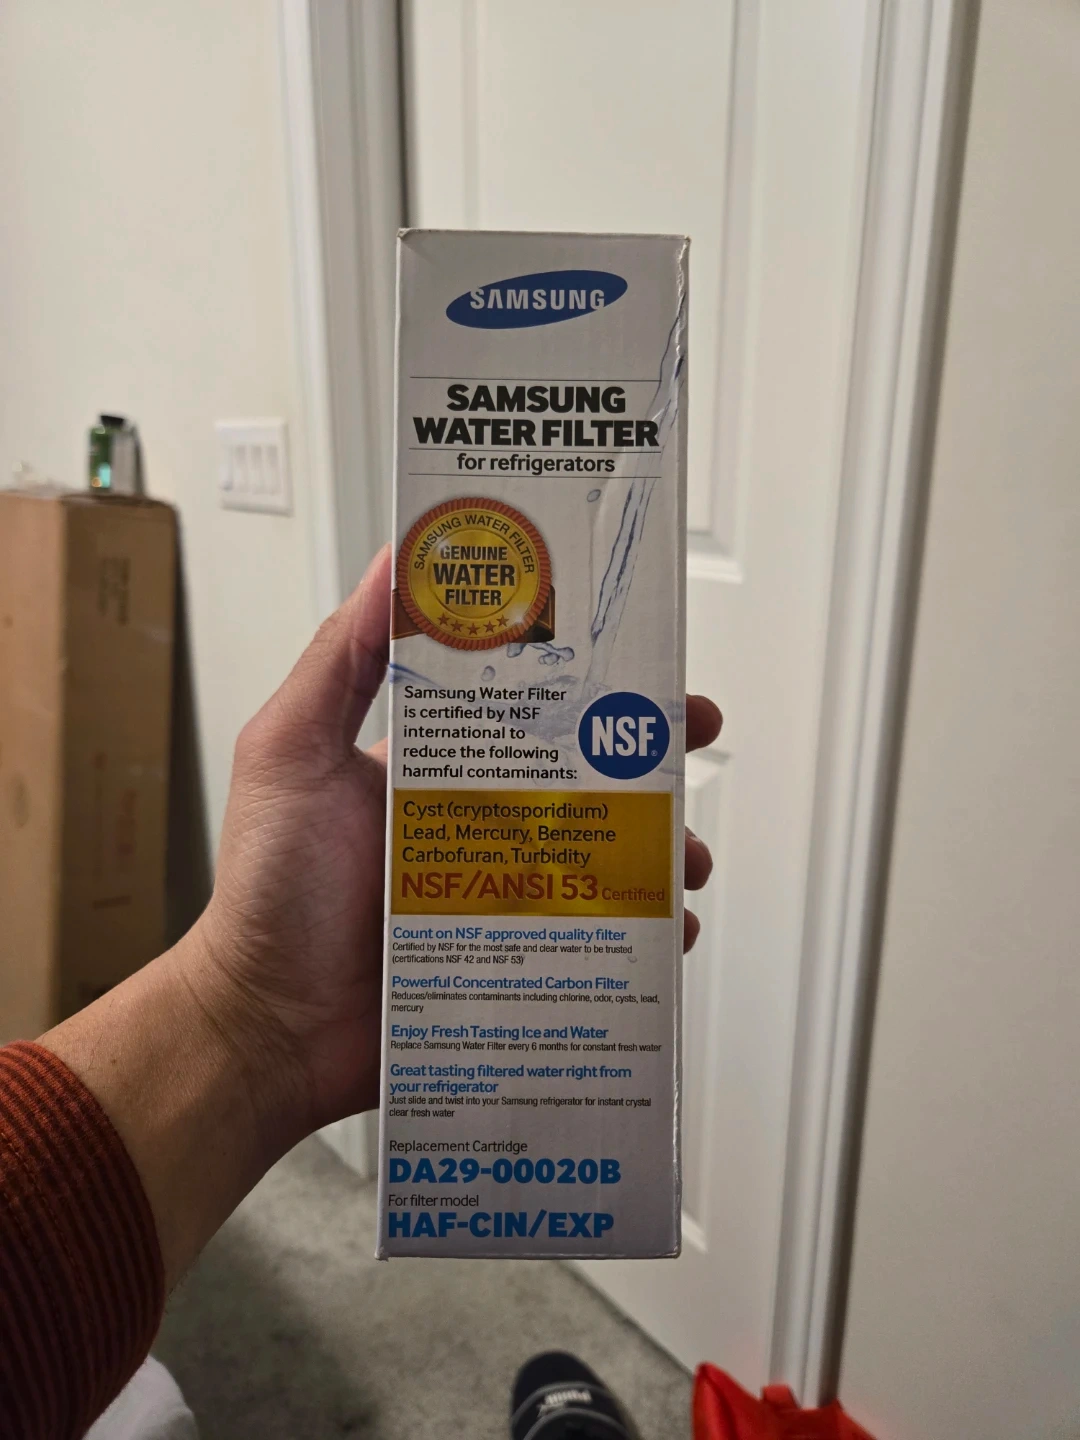 SAMSUNG
SAMSUNG
WATER FILTER
for refrigerators
SAMSUNG WATER FILTER
GENUINE
WATER
FILTER
Samsung Water Filter
is certified by NSF
international to
reduce the following
harmful contaminants:
NSF®
Cyst (cryptosporidium)
Lead, Mercury, Benzene
Carbofuran, Turbidity
NSF/ANSI 53 Certified
Count on NSF approved quality filter
Certified by NSF for the most safe and clear water to be trusted
(certifications NSF 42 and NSF 53)
Powerful Concentrated Carbon Filter
Reduces/eliminates contaminants including chlorine, odor, cysts, lead,
mercury
Enjoy Fresh Tasting Ice and Water
Replace Samsung Water Filter every 6 months for constant fresh water
Great tasting filtered water right from
your refrigerator
Just slide and twist into your Samsung refrigerator for instant crystal
clear fresh water
Replacement Cartridge
DA29-00020B
For filter model
HAF-CIN/EXP